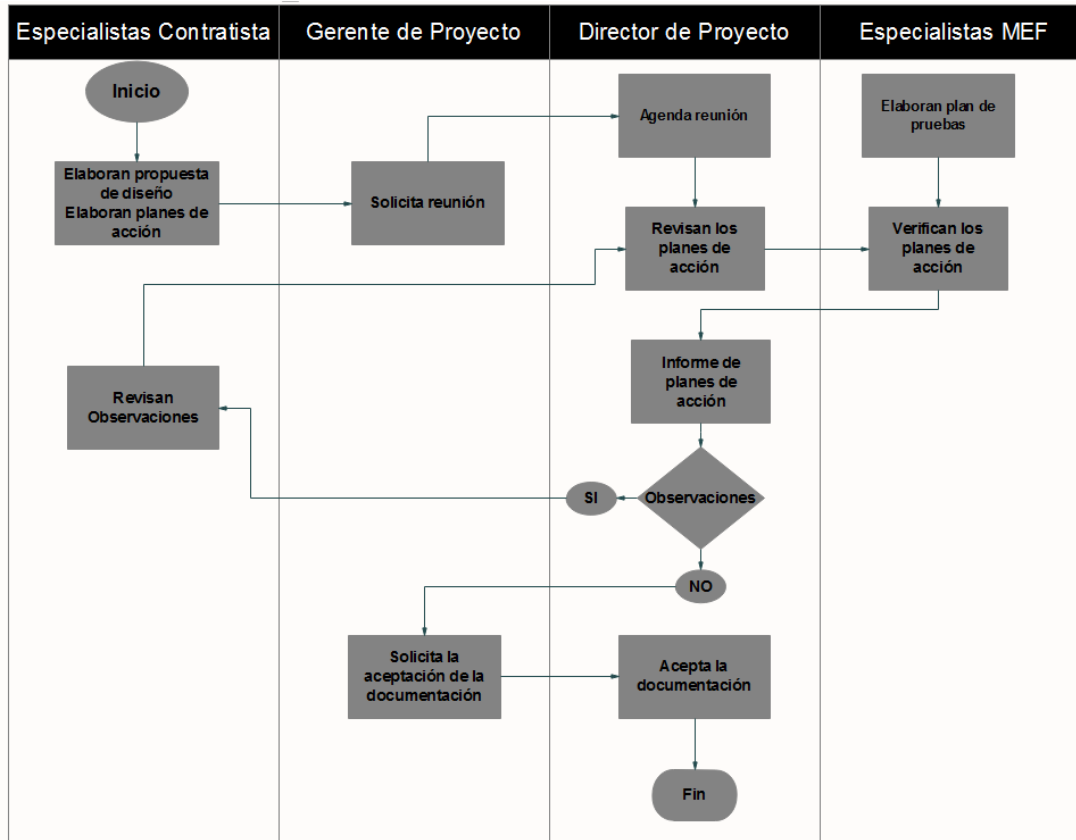 Especialistas Contratista
Gerente de Proyecto
Director de Proyecto
Especialistas MEF
Inicio
Agenda reunión
Elaboran plan de
pruebas
Elaboran propuesta
de diseño
Elaboran planes de
acción
Solicita reunión
Revisan los
planes de
acción
Verifican los
planes de
acción
Informe de
planes de
acción
Revisan
Observaciones
SI
Observaciones
NO
Solicita la
aceptación de la
documentación
Acepta la
documentación
Fin